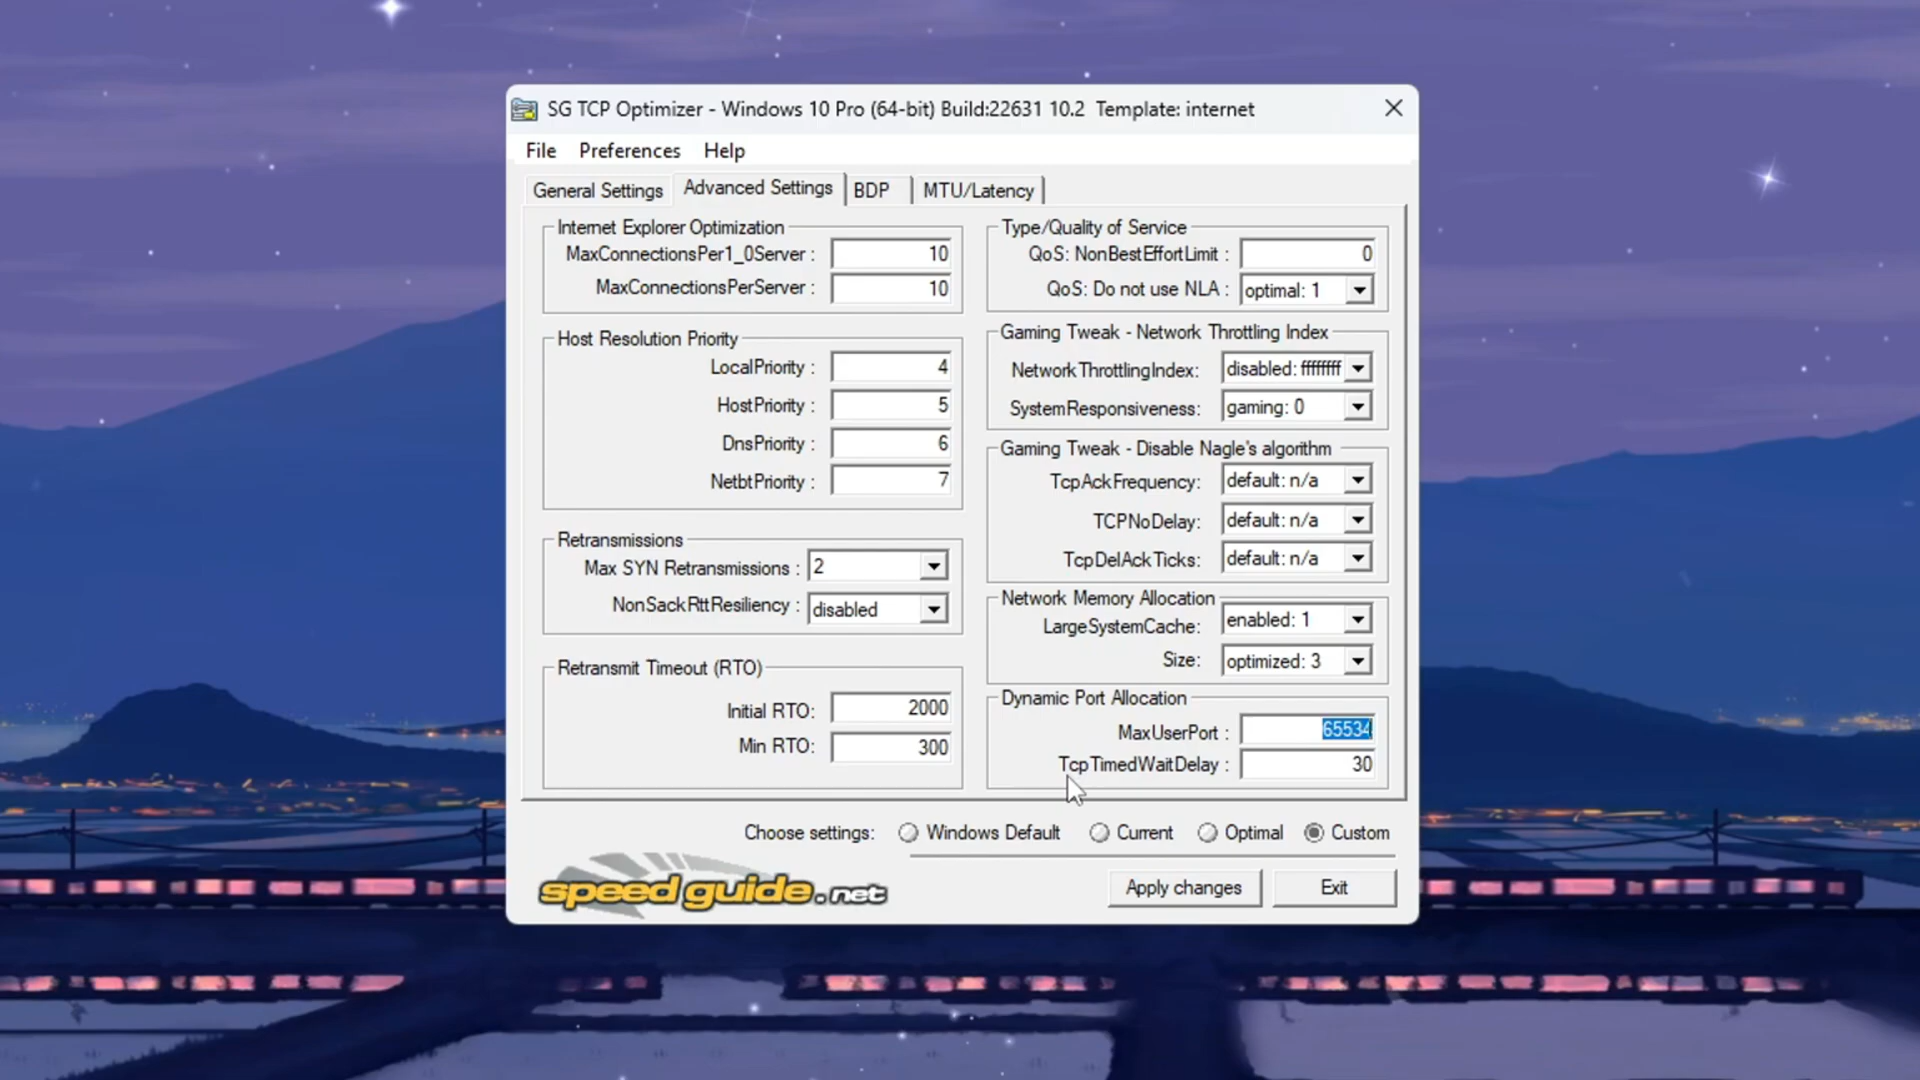 SG TCP Optimizer - Windows 10 Pro (64-bit) Build:22631 10.2 Template: internet
File Preferences Help
General Settings Advanced Settings BDP MTU/Latency
Internet Explorer Optimization
MaxConnectionsPer1_0Server : 10
MaxConnectionsPerServer : 10
Host Resolution Priority
LocalPriority : 4
HostPriority : 5
DnsPriority : 6
NetbtPriority : 7
Retransmissions
Max SYN Retransmissions : 2
NonSackRttResiliency : disabled
Retransmit Timeout (RTO)
Initial RTO: 2000
Min RTO: 300
Type/Quality of Service
QoS: NonBestEffortLimit : 0
QoS: Do not use NLA : optimal: 1
Gaming Tweak - Network Throttling Index
NetworkThrottlingIndex: disabled: ffffffff
SystemResponsiveness: gaming: 0
Gaming Tweak - Disable Nagle's algorithm
TcpAckFrequency: default: n/a
TCPNoDelay: default: n/a
TcpDelAckTicks: default: n/a
Network Memory Allocation
LargeSystemCache: enabled: 1
Size: optimized: 3
Dynamic Port Allocation
MaxUserPort : 65534
TcpTimedWaitDelay : 30
Choose settings: Windows Default Current Optimal Custom
speedguide.net
Apply changes Exit